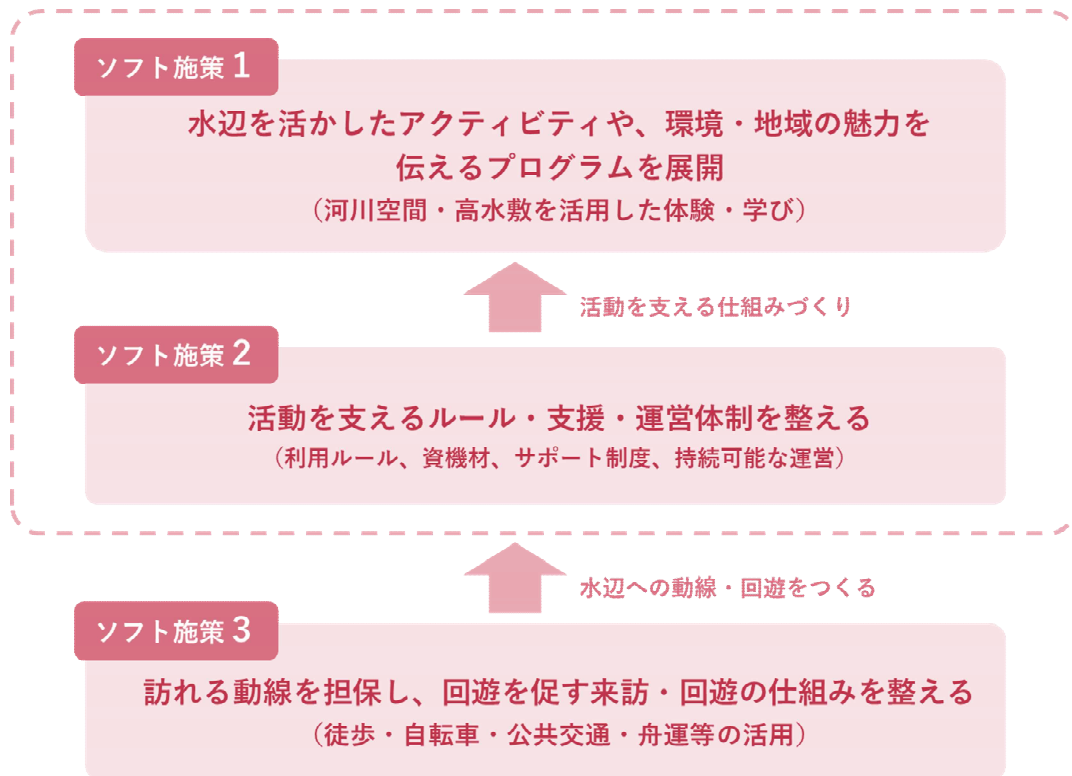 ソフト施策 1
水辺を活かしたアクティビティや、環境・地域の魅力を
伝えるプログラムを展開
（河川空間・高水敷を活用した体験・学び）
活動を支える仕組みづくり
ソフト施策 2
活動を支えるルール・支援・運営体制を整える
（利用ルール、資機材、サポート制度、持続可能な運営）
水辺への動線・回遊をつくる
ソフト施策 3
訪れる動線を担保し、回遊を促す来訪・回遊の仕組みを整える
（徒歩・自転車・公共交通・舟運等の活用）